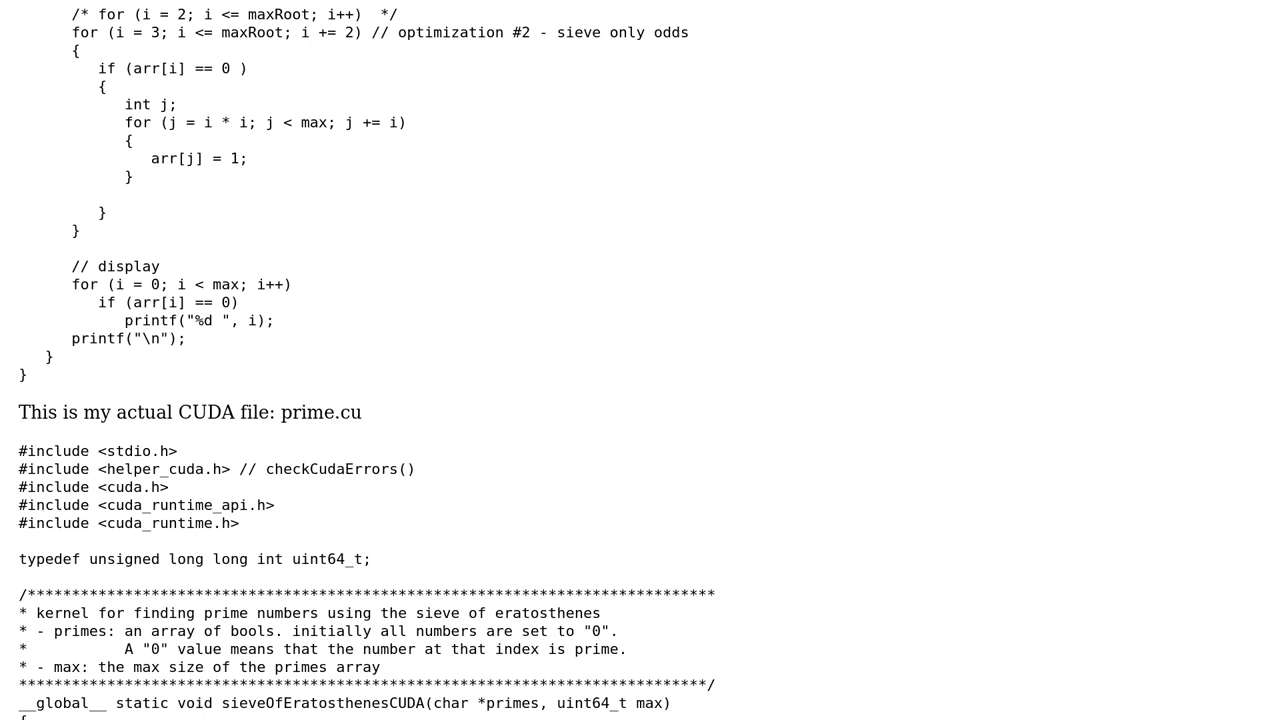 /* for (i = 2; i <= maxRoot; i++)  */
for (i = 3; i <= maxRoot; i += 2) // optimization #2 - sieve only odds
{
if (arr[i] == 0 )
{
int j;
for (j = i * i; j < max; j += i)
{
arr[j] = 1;
}
}
}
// display
for (i = 0; i < max; i++)
if (arr[i] == 0)
printf("%d ", i);
printf("\n");
}
}
This is my actual CUDA file: prime.cu
#include <stdio.h>
#include <helper_cuda.h> // checkCudaErrors()
#include <cuda.h>
#include <cuda_runtime_api.h>
#include <cuda_runtime.h>
typedef unsigned long long int uint64_t;
/******************************************************************************
* kernel for finding prime numbers using the sieve of eratosthenes
* - primes: an array of bools. initially all numbers are set to "0".
*           A "0" value means that the number at that index is prime.
* - max: the max size of the primes array
******************************************************************************/
__global__ static void sieveOfEratosthenesCUDA(char *primes, uint64_t max)
{